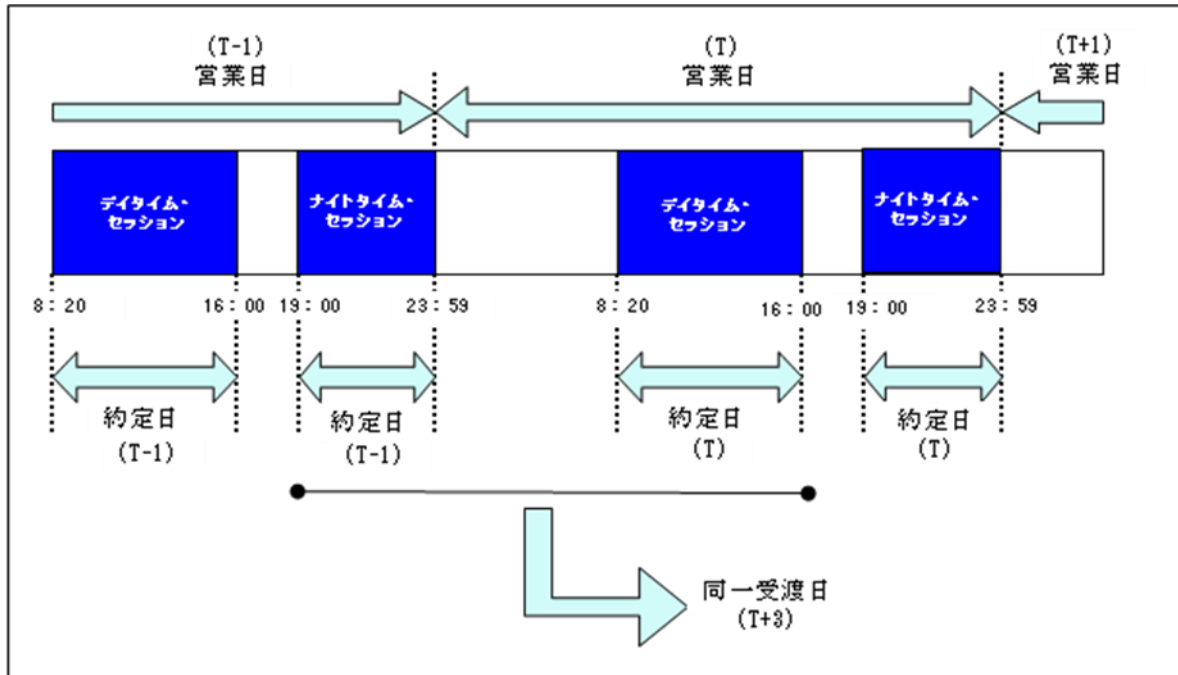 (T-1)
営業日
(T)
営業日
(T+1)
営業日
デイタイム・
セッション
ナイトタイム・
セッション
デイタイム・
セッション
ナイトタイム・
セッション
8：20
16：00
19：00
23：59
8：20
16：00
19：00
23：59
約定日
(T-1)
約定日
(T-1)
約定日
(T)
約定日
(T)
同一受渡日
(T+3)